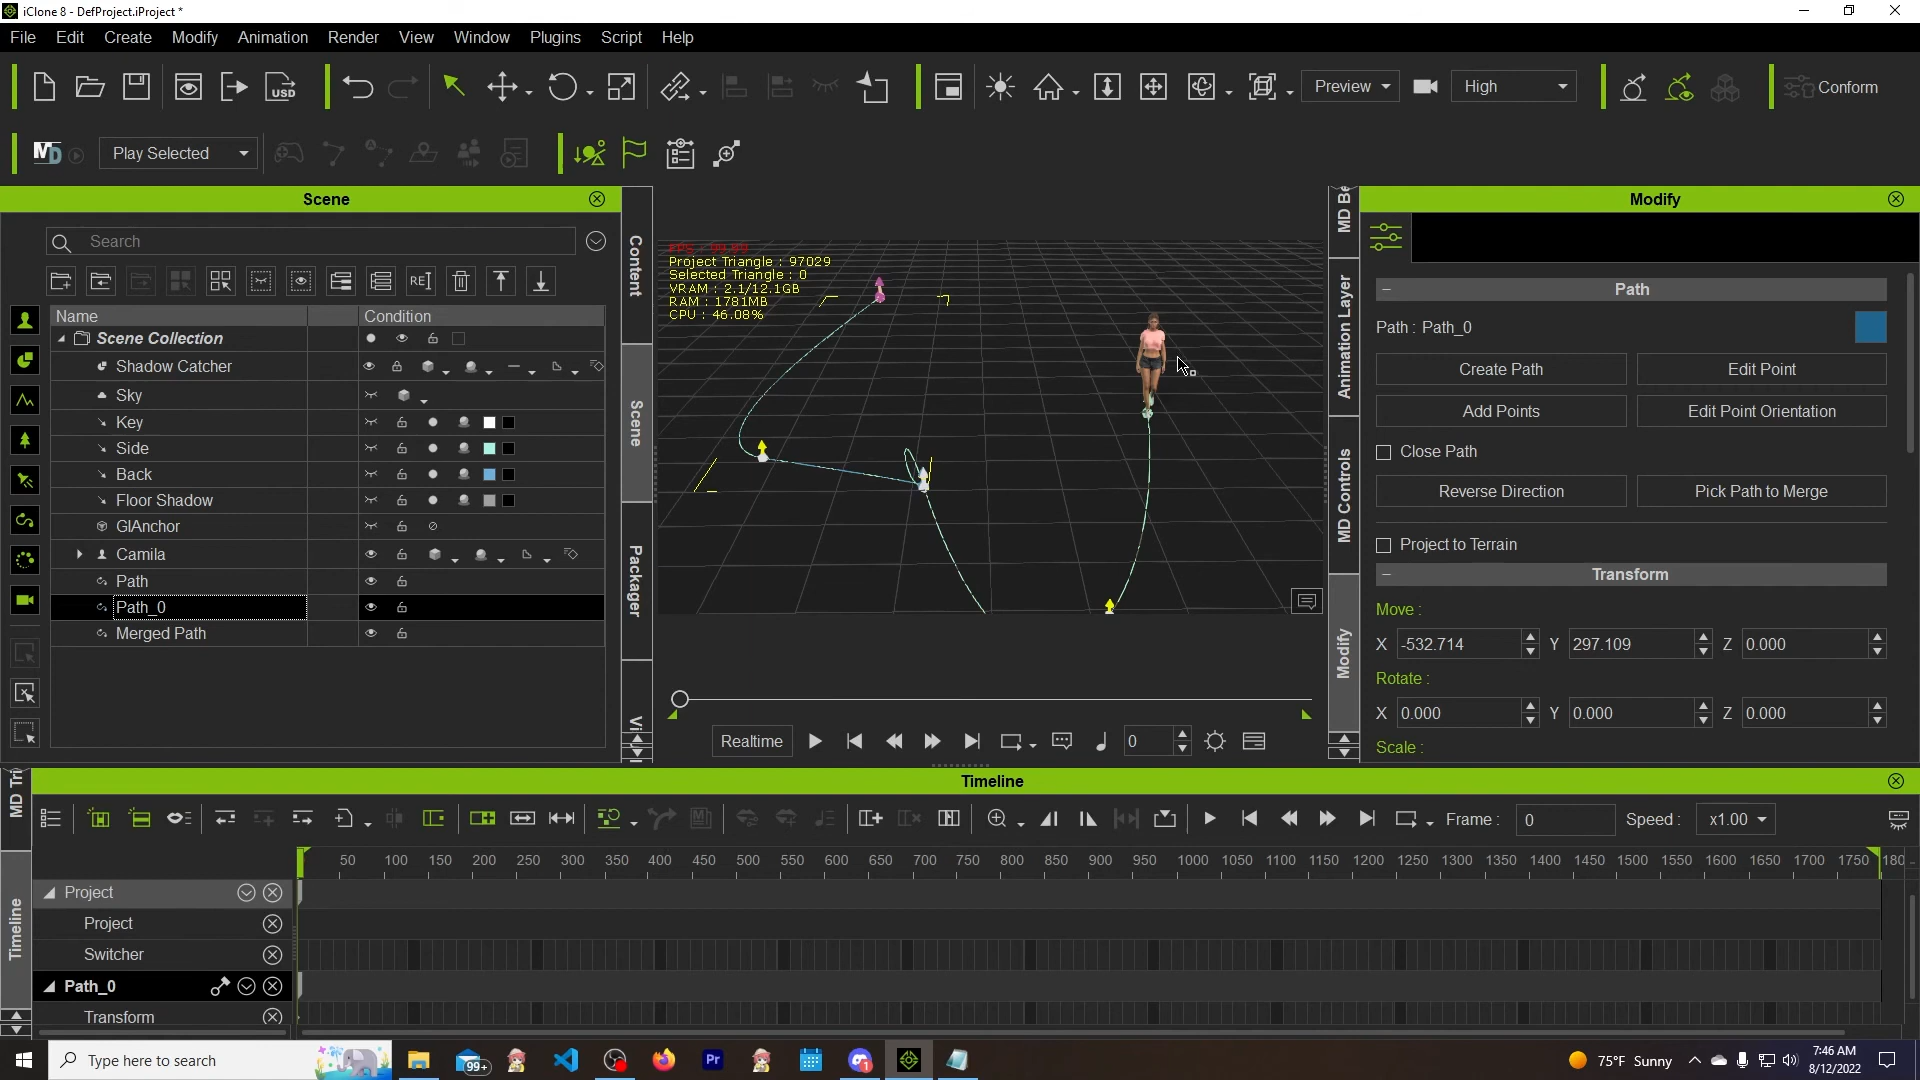 iClone 8 - DefProject.iProject *
File Edit Create Modify Animation Render View Window Plugins Script Help
USD Preview High Conform
MD Play Selected
Scene
Modify
Search
Name Condition
Scene Collection
Shadow Catcher
Sky
Key
Side
Back
Floor Shadow
GIAnchor
Camila
Path
Path_0
Merged Path
Content
Scene
Packager
Project Triangle : 97029
Selected Triangle : 0
VRAM : 2.1/12.1GB
RAM : 1781MB
CPU : 46.08%
Realtime 0
Animation Layer
MD Controls
Modify
Path
Path : Path_0
Create Path Edit Point
Add Points Edit Point Orientation
Close Path
Reverse Direction Pick Path to Merge
Project to Terrain
Transform
Move :
X -532.714 Y 297.109 Z 0.000
Rotate :
X 0.000 Y 0.000 Z 0.000
Scale :
Timeline
Frame : 0 Speed : x1.00
50 100 150 200 250 300 350 400 450 500 550 600 650 700 750 800 850 900 950 1000 1050 1100 1150 1200 1250 1300 1350 1400 1450 1500 1550 1600 1650 1700 1750 180
Timeline
Project
Project
Switcher
Path_0
Transform
Type here to search
99+
Pr
1
75°F Sunny
7:46 AM
8/12/2022